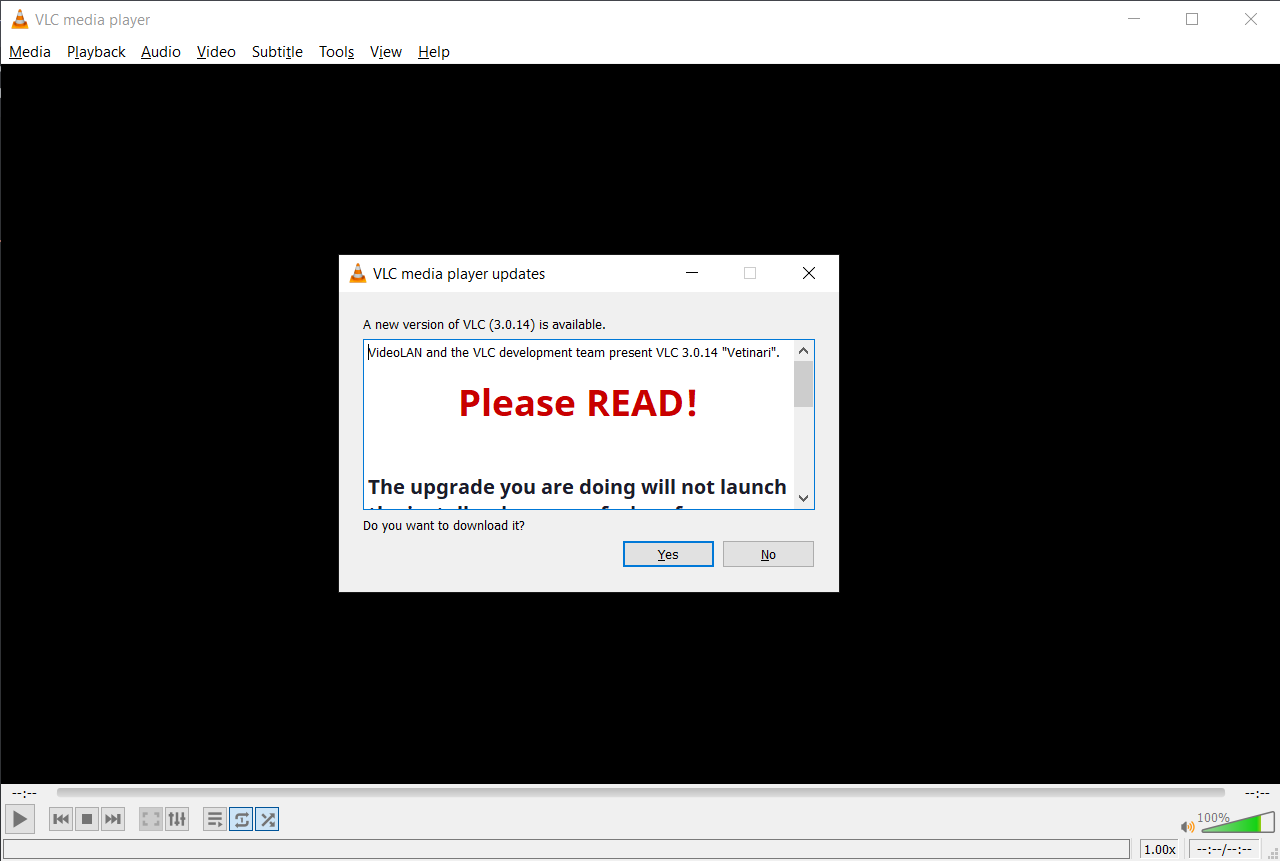 VLC media player
Media Playback Audio Video Subtitle Tools View Help
VLC media player updates
A new version of VLC (3.0.14) is available.
VideoLAN and the VLC development team present VLC 3.0.14 "Vetinari".
Please READ!
The upgrade you are doing will not launch
Do you want to download it?
Yes No
--:-- --:--
100%
1.00x --:--/--:--